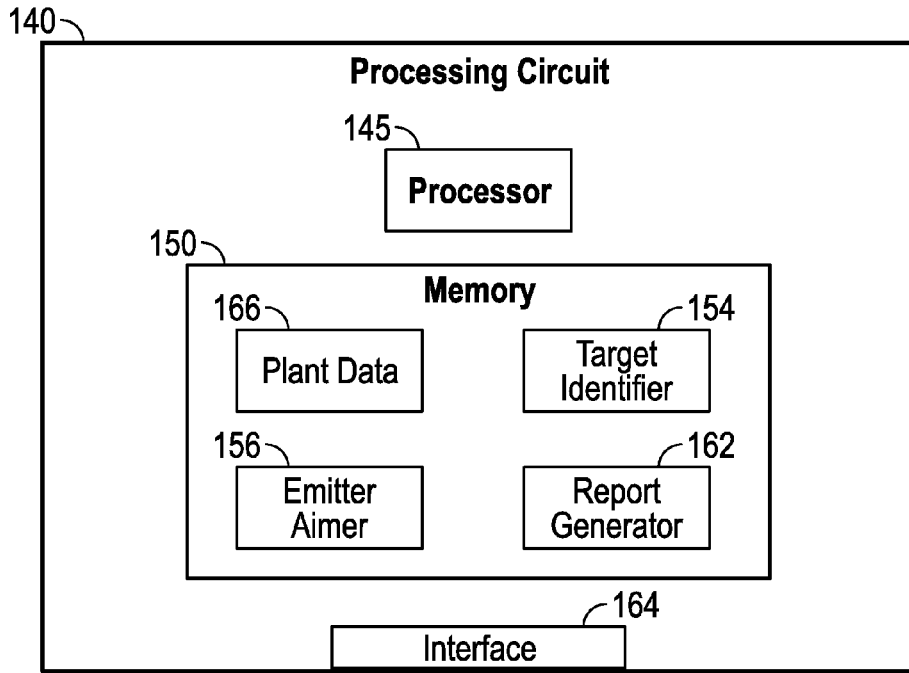 140
Processing Circuit
145
Processor
150
Memory
166
154
Plant Data
Target
Identifier
156
162
Emitter
Aimer
Report
Generator
164
Interface